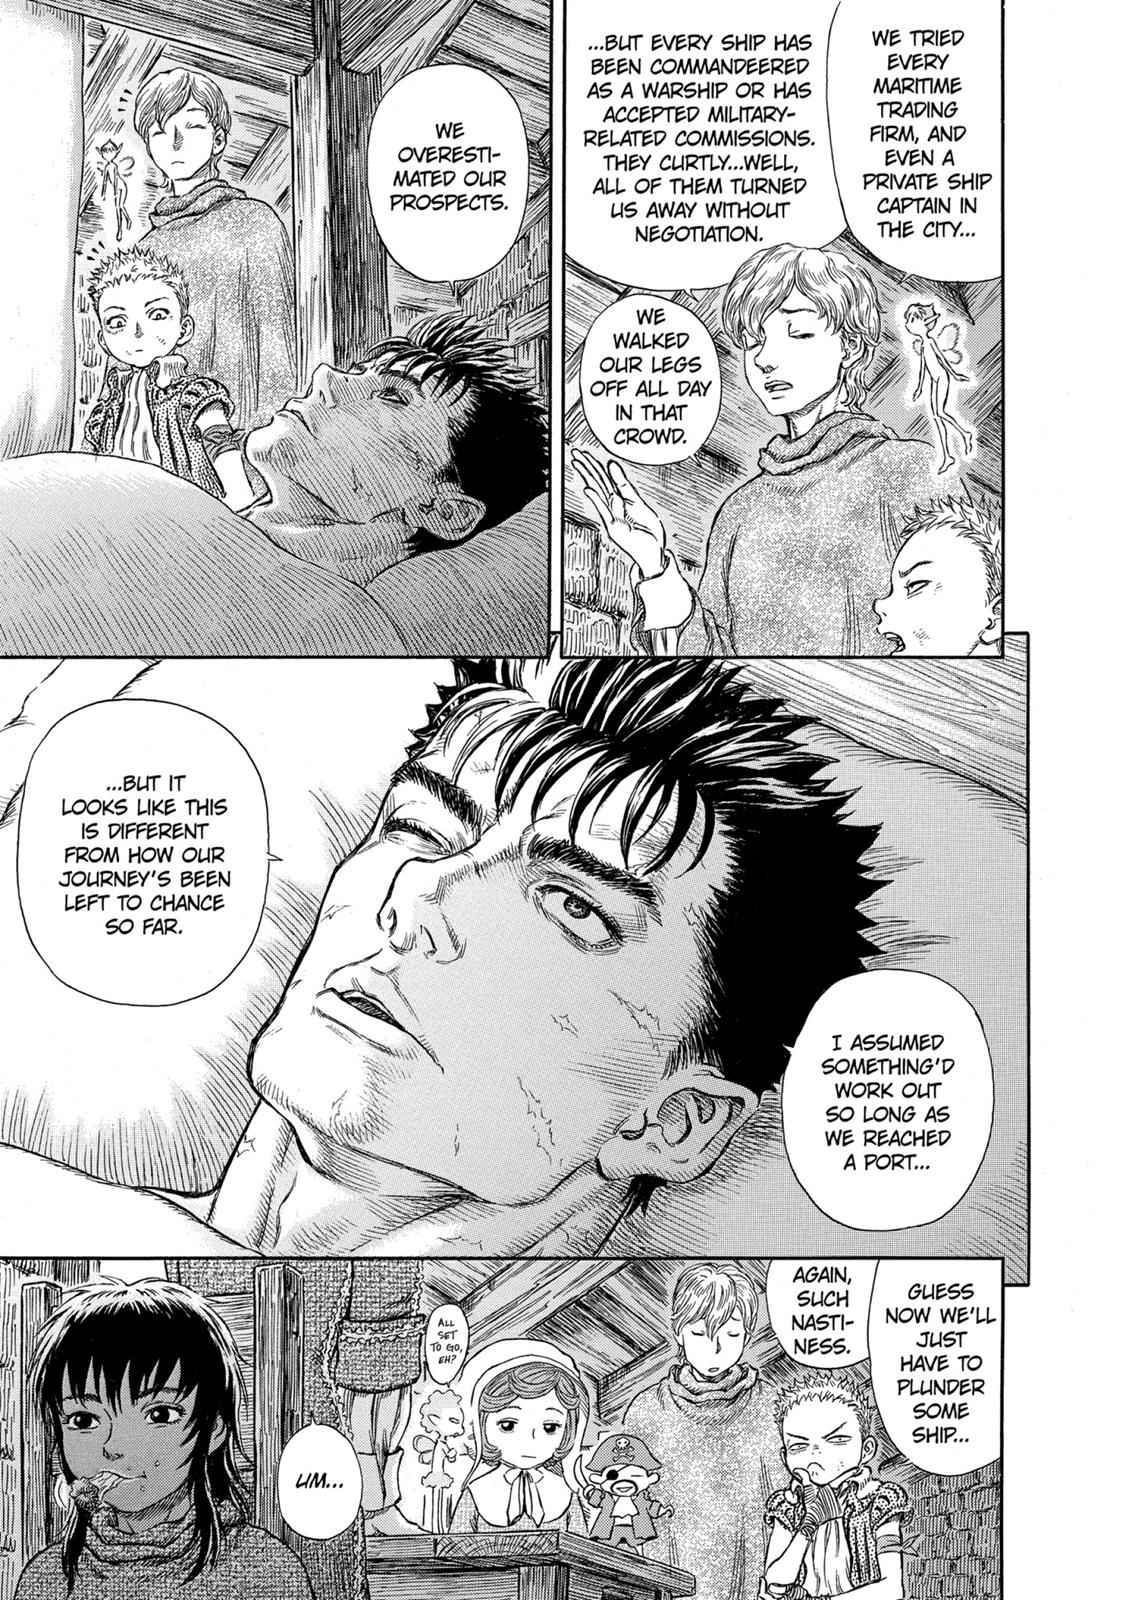 WE TRIED
EVERY
MARITIME
TRADING
FIRM, AND
EVEN A
PRIVATE SHIP
CAPTAIN IN
THE CITY...
...BUT EVERY SHIP HAS
BEEN COMMANDEERED
AS A WARSHIP OR HAS
ACCEPTED MILITARY-
RELATED COMMISSIONS.
THEY CURTLY...WELL,
ALL OF THEM TURNED
US AWAY WITHOUT
NEGOTIATION.
WE
WALKED
OUR LEGS
OFF ALL DAY
IN THAT
CROWD.
WE
OVERESTI-
MATED OUR
PROSPECTS.
I ASSUMED
SOMETHING'D
WORK OUT
SO LONG AS
WE REACHED
A PORT...
...BUT IT
LOOKS LIKE THIS
IS DIFFERENT
FROM HOW OUR
JOURNEY'S BEEN
LEFT TO CHANCE
SO FAR.
GUESS
NOW WE'LL
JUST
HAVE TO
PLUNDER
SOME
SHIP...
AGAIN,
SUCH
NASTI-
NESS.
ALL
SET
TO GO,
EH?
UM...